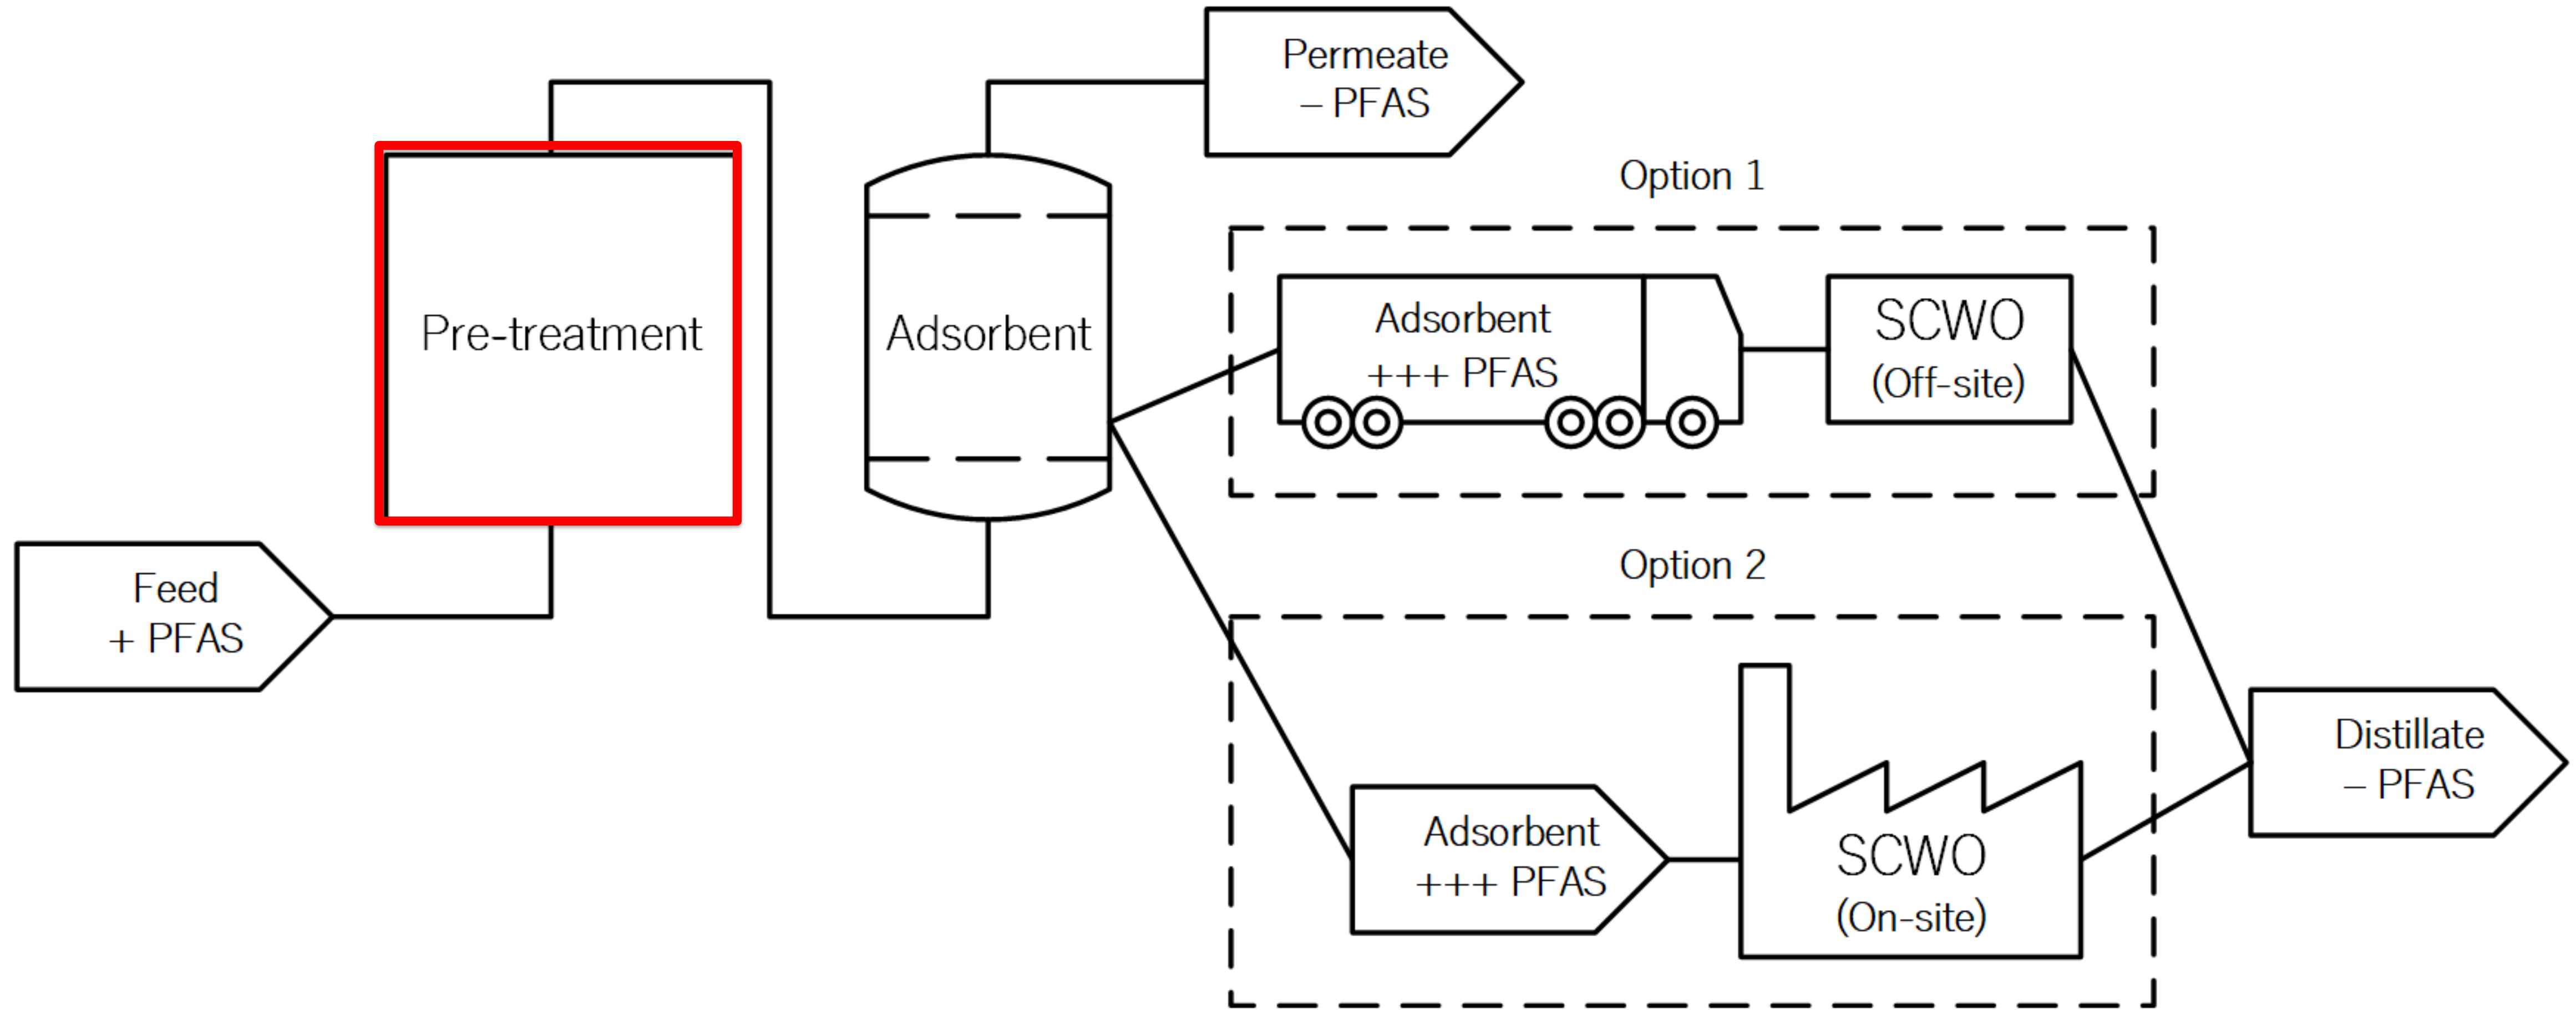 Permeate
– PFAS
Option 1
Pre-treatment
Adsorbent
Adsorbent
+++ PFAS
SCWO
(Off-site)
Feed
+ PFAS
Option 2
Adsorbent
+++ PFAS
SCWO
(On-site)
Distillate
– PFAS